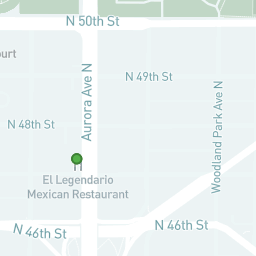 N 50th St
ourt
N 49th St
Aurora Ave N
Woodland Park Ave N
N 48th St
El Legendario
Mexican Restaurant
N 46th St
N 46th St